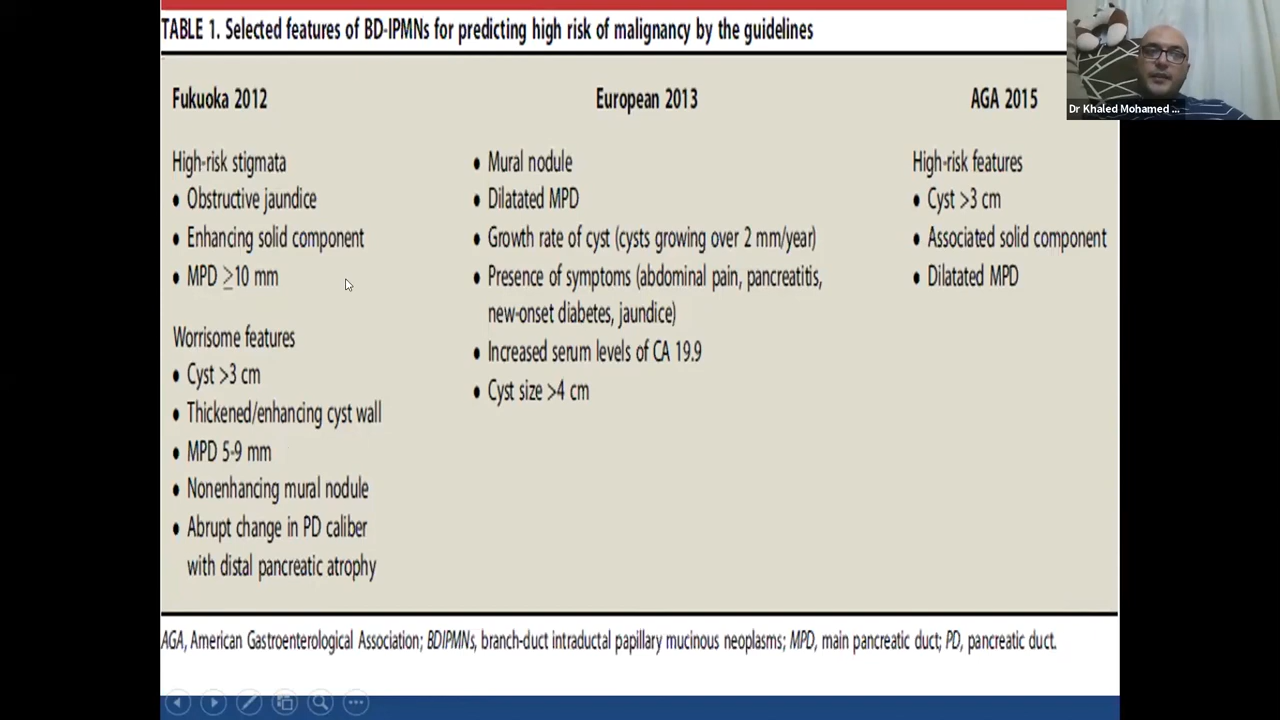 TABLE 1. Selected features of BD-IPMNs for predicting high risk of malignancy by the guidelines
Fukuoka 2012
High-risk stigmata
• Obstructive jaundice
• Enhancing solid component
• MPD ≥10 mm
Worrisome features
• Cyst >3 cm
• Thickened/enhancing cyst wall
• MPD 5-9 mm
• Nonenhancing mural nodule
• Abrupt change in PD caliber
with distal pancreatic atrophy
European 2013
• Mural nodule
• Dilatated MPD
• Growth rate of cyst (cysts growing over 2 mm/year)
• Presence of symptoms (abdominal pain, pancreatitis,
new-onset diabetes, jaundice)
• Increased serum levels of CA 19.9
• Cyst size >4 cm
AGA 2015
High-risk features
• Cyst >3 cm
• Associated solid component
• Dilatated MPD
AGA, American Gastroenterological Association; BDIPMNs, branch-duct intraductal papillary mucinous neoplasms; MPD, main pancreatic duct; PD, pancreatic duct.
Dr Khaled Mohamed ...